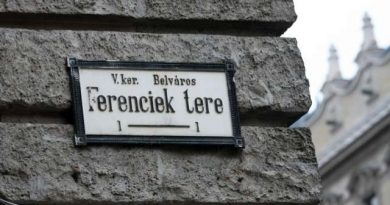 V. ker. Belváros
Ferenciek tere
1 — 1